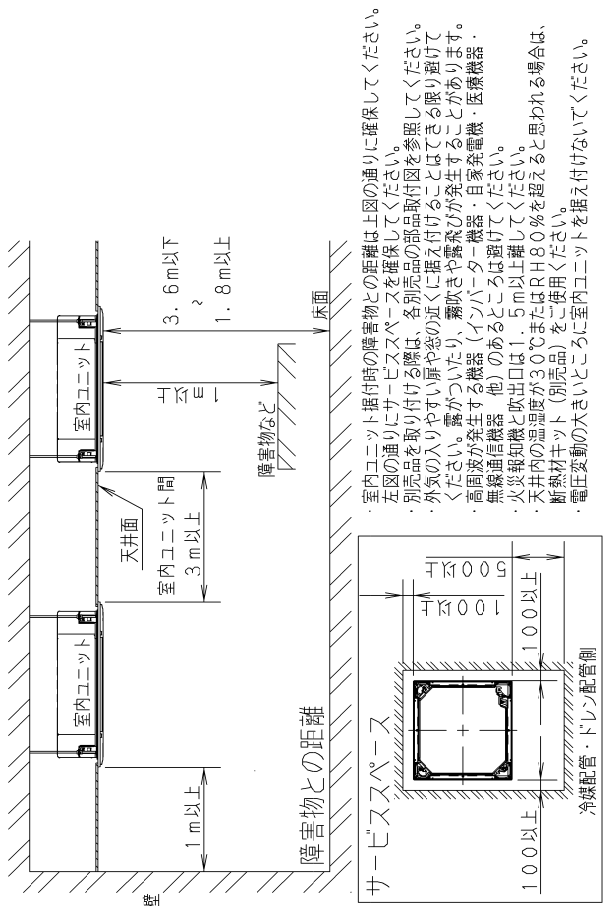 壁
室内ユニット
室内ユニット
天井面
1m以上
室内ユニット間
3m以上
1m以上
3.6m以下
~
1.8m以上
障害物など
床面
障害物との距離
サービススペース
100以上
500以上
100以上
100以上
冷媒配管・ドレン配管側
・室内ユニット据付時の障害物との距離は上図の通りに確保してください。
左図の通りにサービススペースを確保してください。
・別売品を取り付ける際は、各別売品の部品取付図を参照してください。
・外気の入りやすい扉や窓の近くに据え付けることはできる限り避けて
ください。露がついたり、霧吹きや露飛びが発生することがあります。
・高周波が発生する機器(インバーター機器・自家発電機・医療機器・
無線通信機器 他)のあるところは避けてください。
・火災報知機と吹出口は1.5m以上離してください。
・天井内の温湿度が30℃またはRH80%を超えると思われる場合は、
断熱材キット(別売品)をご使用ください。
・電圧変動の大きいところに室内ユニットを据え付けないでください。